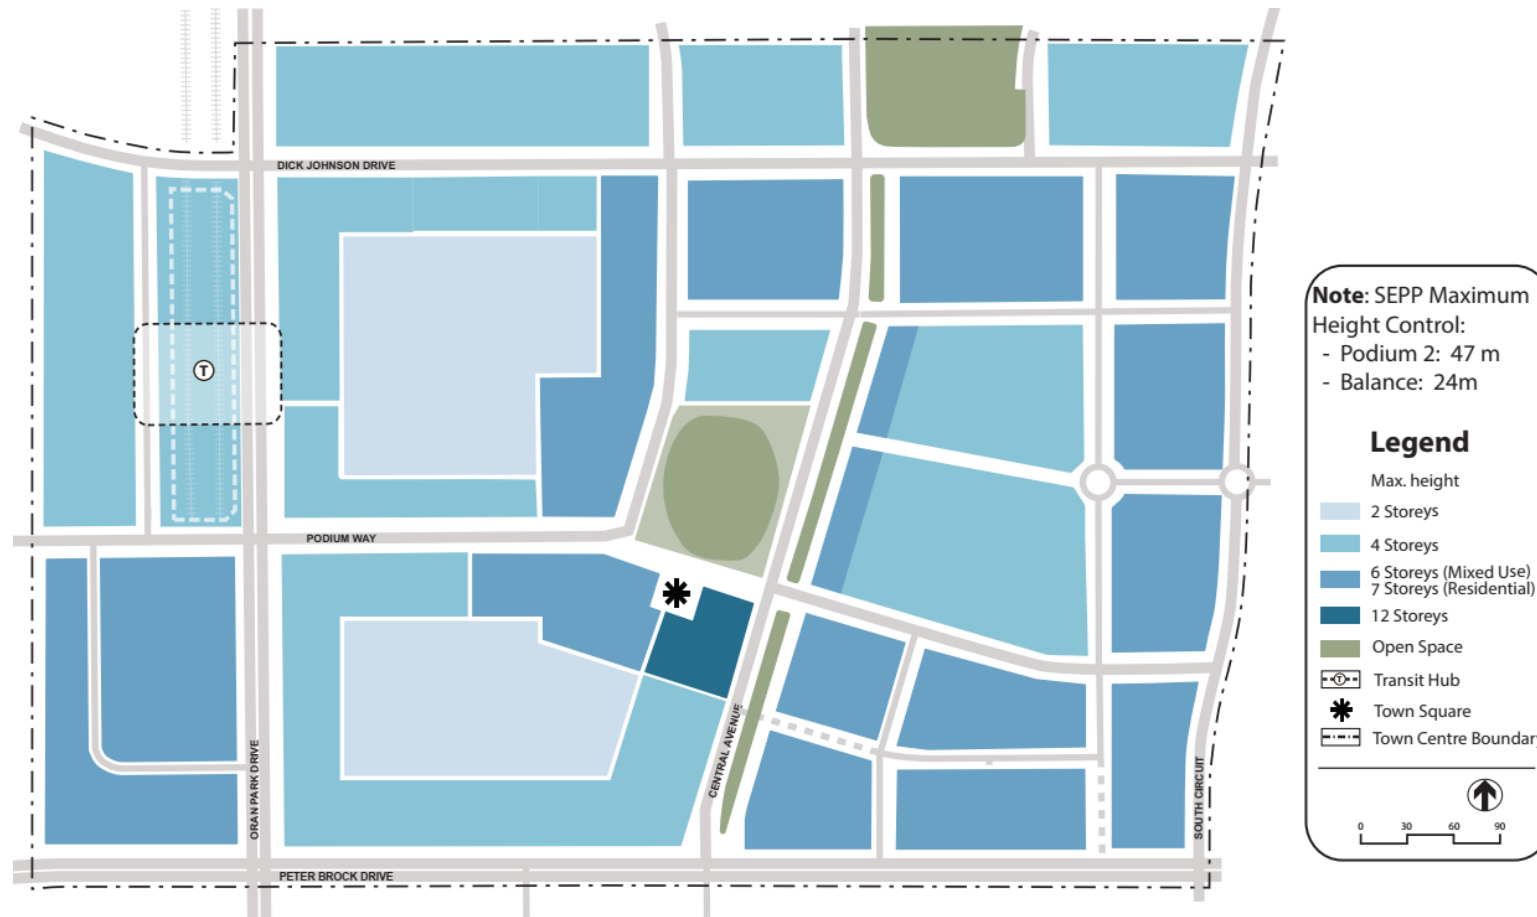 DICK JOHNSON DRIVE
T
PODIUM WAY
ORAN PARK DRIVE
CENTRAL AVENUE
SOUTH CIRCUIT
PETER BROCK DRIVE
Note: SEPP Maximum
Height Control:
- Podium 2: 47 m
- Balance: 24m
Legend
Max. height
2 Storeys
4 Storeys
6 Storeys (Mixed Use)
7 Storeys (Residential)
12 Storeys
Open Space
T Transit Hub
Town Square
Town Centre Boundar
0 30 60 90